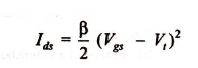 I_ds = β/2 (V_gs − V_t)²